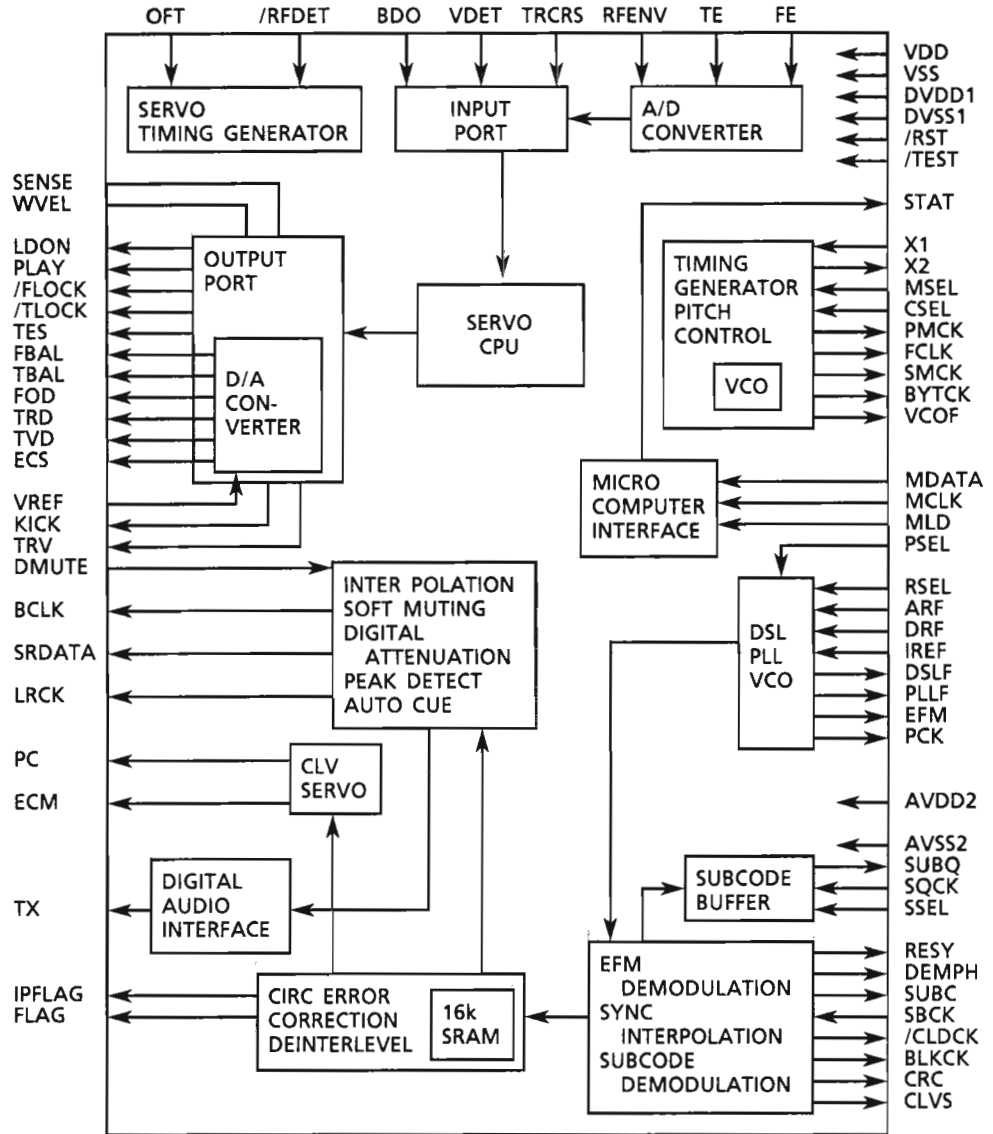 OFT /RFDET BDO VDET TRCRS RFENV TE FE
SERVO
TIMING GENERATOR
INPUT
PORT
A/D
CONVERTER
VDD
VSS
DVDD1
DVSS1
/RST
/TEST
STAT
X1
X2
MSEL
CSEL
PMCK
FCLK
SMCK
BYTCK
VCOF
MDATA
MCLK
MLD
PSEL
RSEL
ARF
DRF
IREF
DSLF
PLLF
EFM
PCK
AVDD2
AVSS2
SUBQ
SQCK
SSEL
RESY
DEMPH
SUBC
SBCK
/CLDCK
BLKCK
CRC
CLVS
SENSE
WVEL
LDON
PLAY
/FLOCK
/TLOCK
TES
FBAL
TBAL
FOD
TRD
TVD
ECS
VREF
KICK
TRV
DMUTE
BCLK
SRDATA
LRCK
PC
ECM
TX
IPFLAG
FLAG
OUTPUT
PORT
D/A
CON-
VERTER
SERVO
CPU
TIMING
GENERATOR
PITCH
CONTROL
VCO
MICRO
COMPUTER
INTERFACE
INTER POLATION
SOFT MUTING
DIGITAL
ATTENUATION
PEAK DETECT
AUTO CUE
DSL
PLL
VCO
CLV
SERVO
DIGITAL
AUDIO
INTERFACE
SUBCODE
BUFFER
CIRC ERROR
CORRECTION
DEINTERLEVEL
16k
SRAM
EFM
DEMODULATION
SYNC
INTERPOLATION
SUBCODE
DEMODULATION